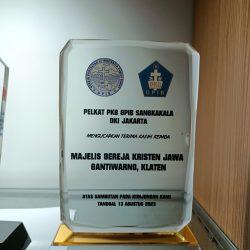 GPIB
PELKAT PKB GPIB SANGKAKALA
DKI JAKARTA
MENGUCAPKAN TERIMA KASIH KEPADA
MAJELIS GEREJA KRISTEN JAWA
GANTIWARNO, KLATEN
ATAS SAMBUTAN PADA KUNJUNGAN KAMI
TANGGAL 13 AGUSTUS 2023